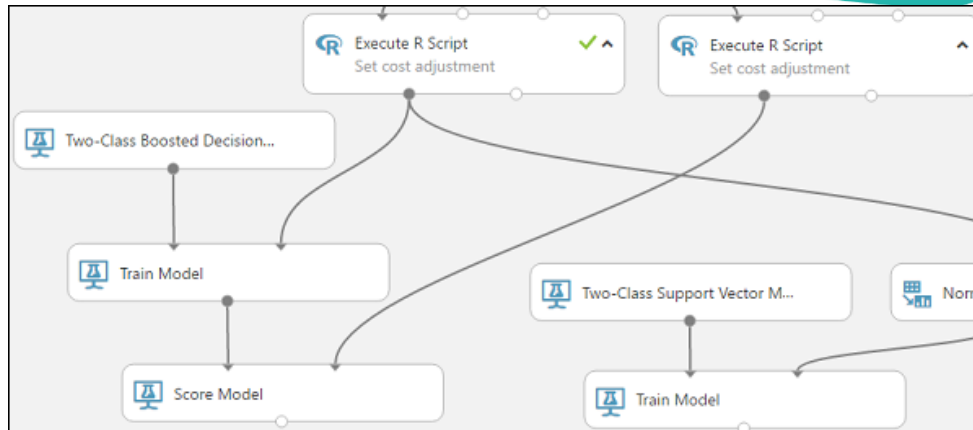 Execute R Script
Set cost adjustment
Execute R Script
Set cost adjustment
Two-Class Boosted Decision...
Train Model
Two-Class Support Vector M...
Score Model
Train Model